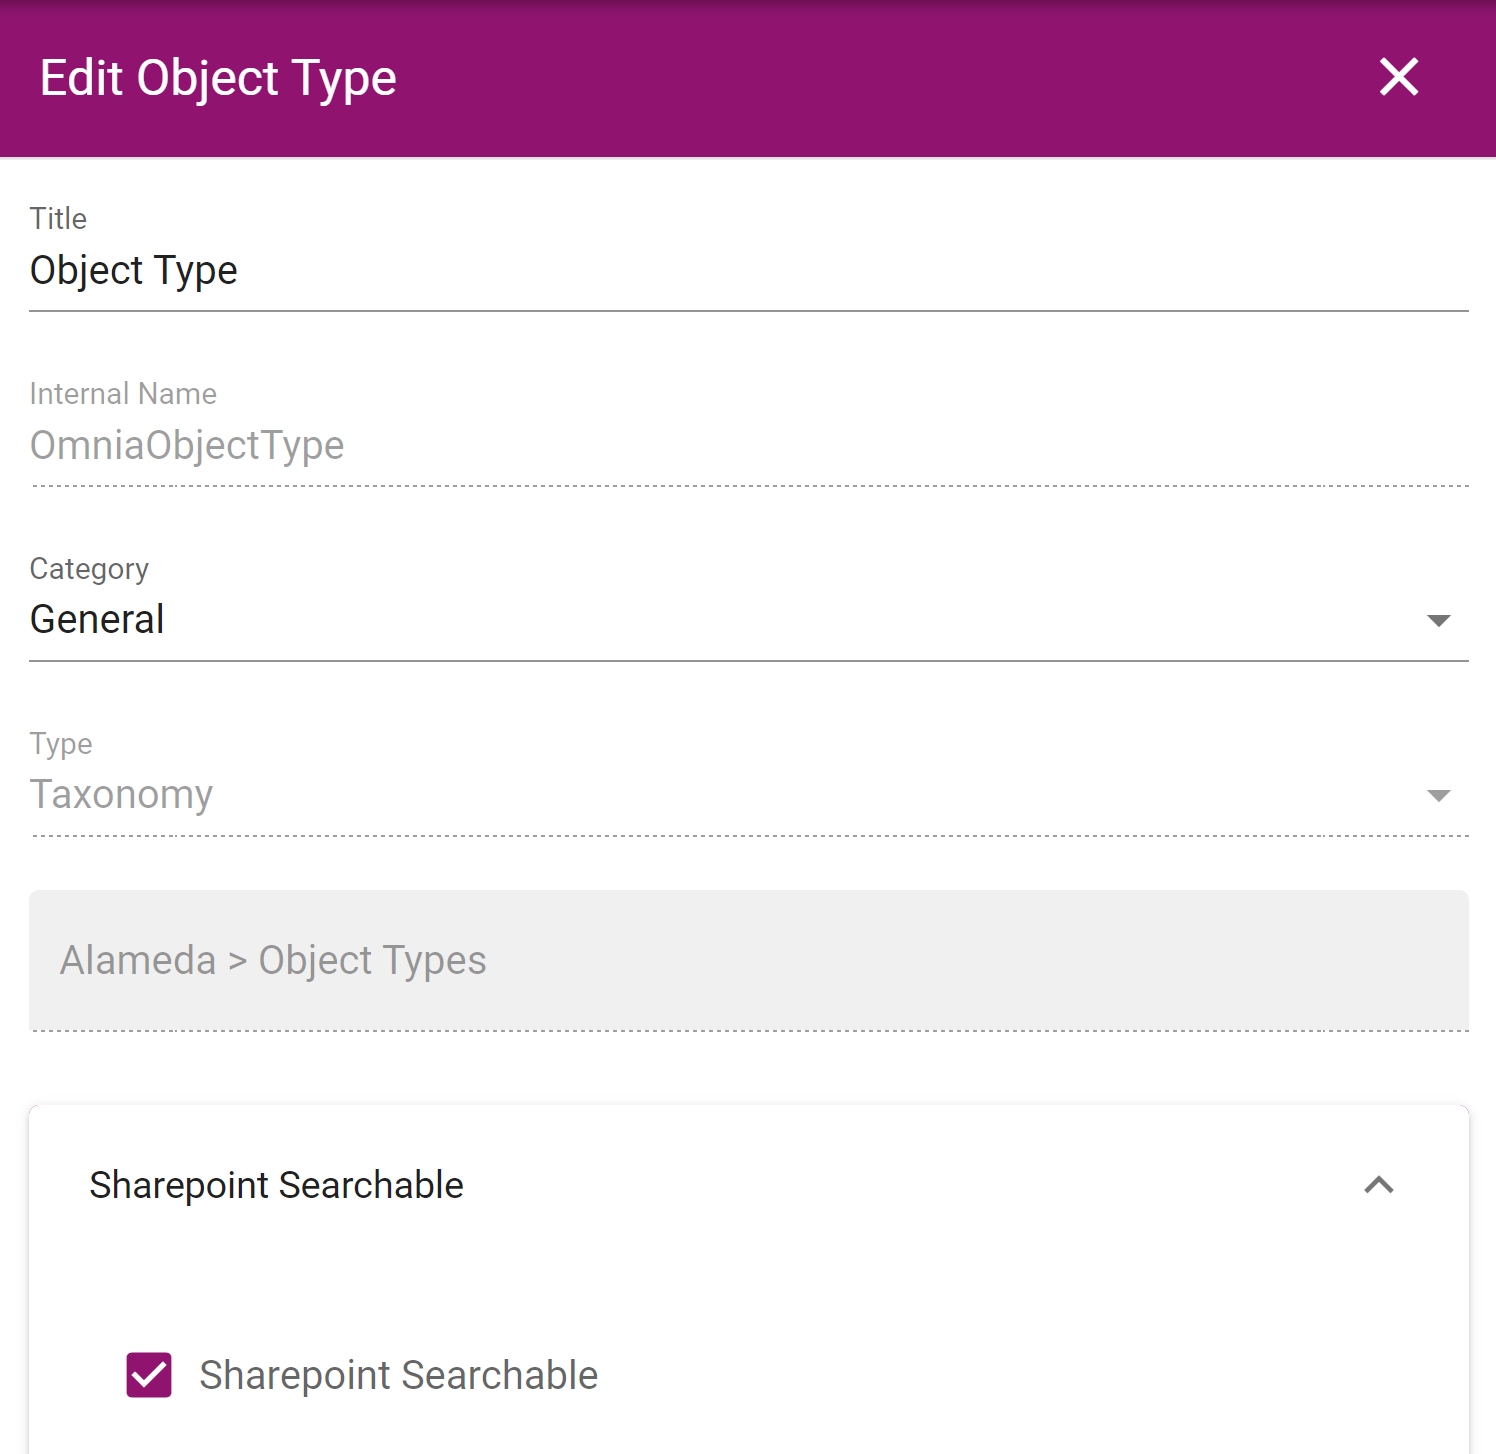 Edit Object Type
Title
Object Type
Internal Name
OmniaObjectType
Category
General
Type
Taxonomy
Alameda > Object Types
Sharepoint Searchable
Sharepoint Searchable